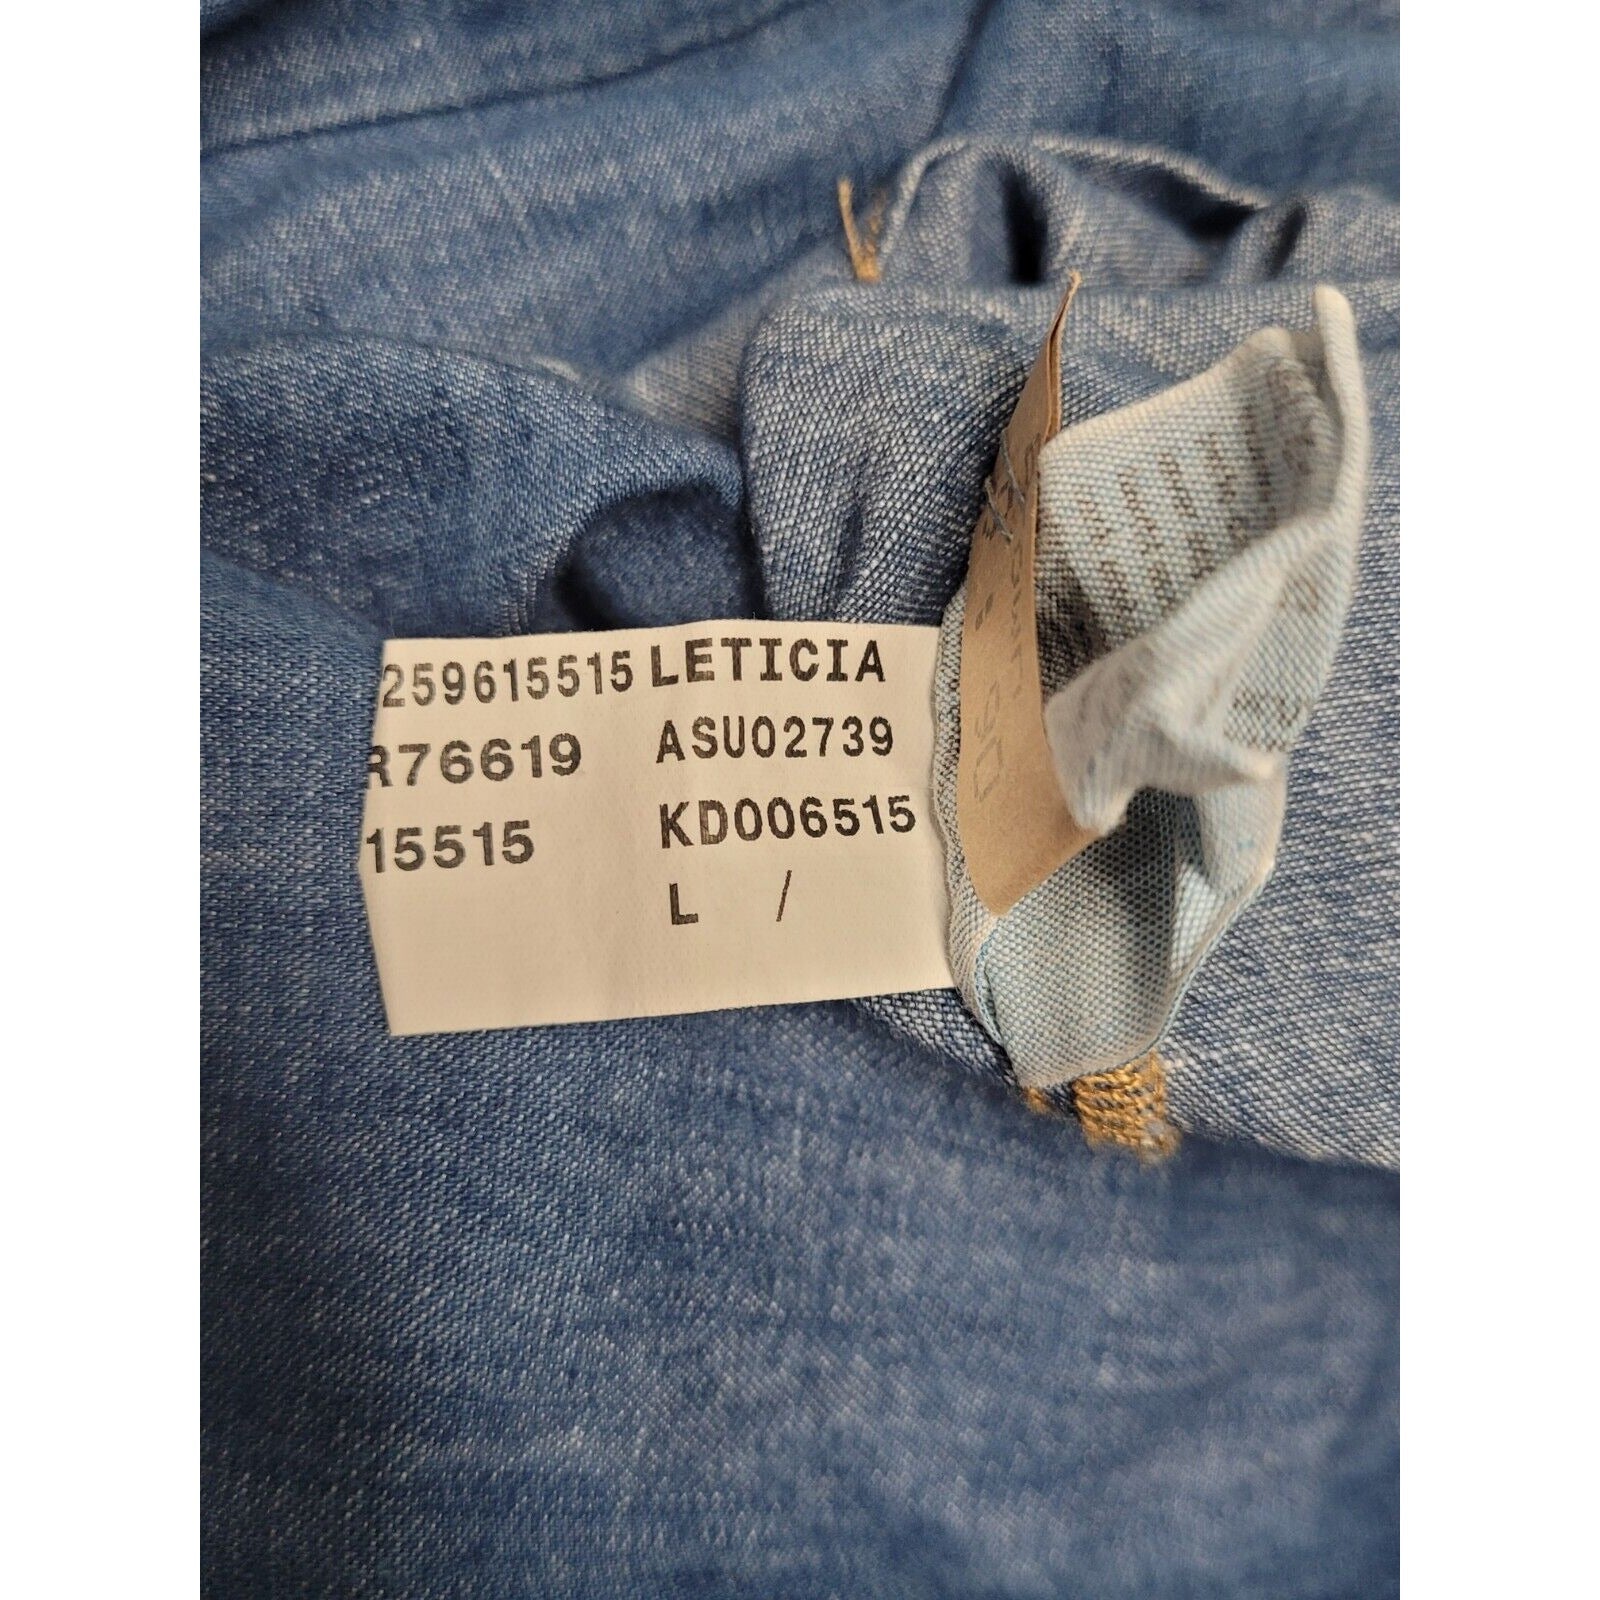 259615515 LETICIA
R76619 ASU02739
15515 KD006515
L /